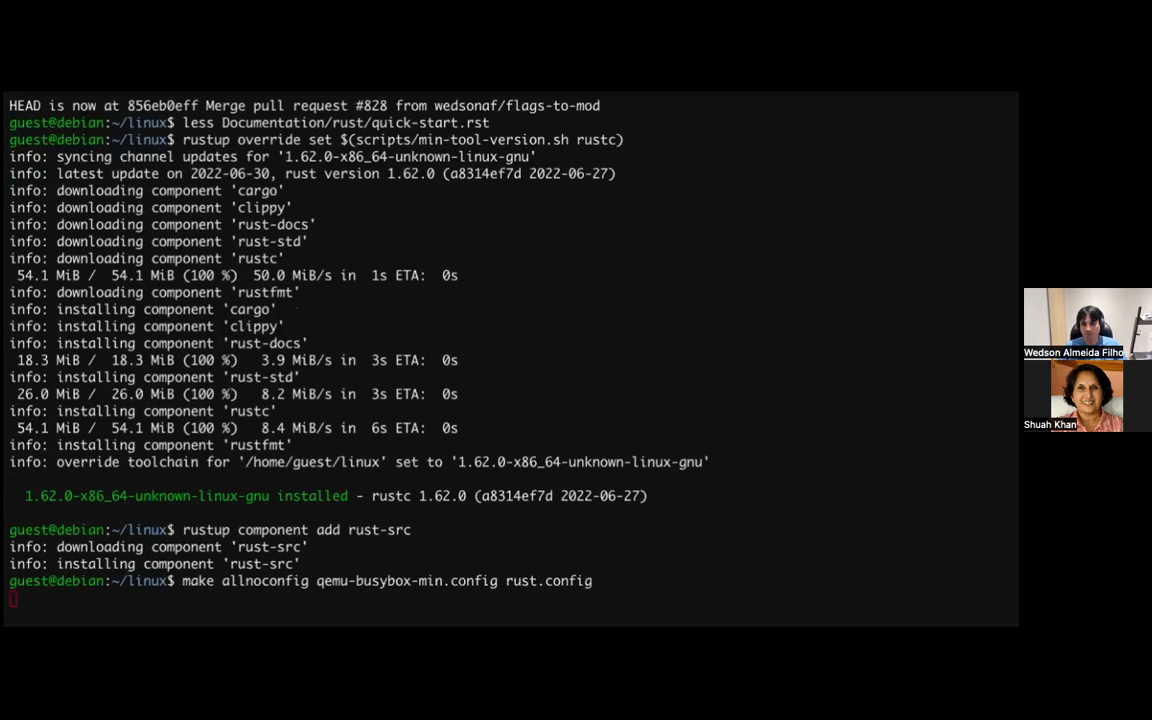 HEAD is now at 856eb0eff Merge pull request #828 from wedsonaf/flags-to-mod
guest@debian:~/linux$ less Documentation/rust/quick-start.rst
guest@debian:~/linux$ rustup override set $(scripts/min-tool-version.sh rustc)
info: syncing channel updates for '1.62.0-x86_64-unknown-linux-gnu'
info: latest update on 2022-06-30, rust version 1.62.0 (a8314ef7d 2022-06-27)
info: downloading component 'cargo'
info: downloading component 'clippy'
info: downloading component 'rust-docs'
info: downloading component 'rust-std'
info: downloading component 'rustc'
54.1 MiB / 54.1 MiB (100 %) 50.0 MiB/s in 1s ETA: 0s
info: downloading component 'rustfmt'
info: installing component 'cargo'
info: installing component 'clippy'
info: installing component 'rust-docs'
18.3 MiB / 18.3 MiB (100 %) 3.9 MiB/s in 3s ETA: 0s
info: installing component 'rust-std'
26.0 MiB / 26.0 MiB (100 %) 8.2 MiB/s in 3s ETA: 0s
info: installing component 'rustc'
54.1 MiB / 54.1 MiB (100 %) 8.4 MiB/s in 6s ETA: 0s
info: installing component 'rustfmt'
info: override toolchain for '/home/guest/linux' set to '1.62.0-x86_64-unknown-linux-gnu'
1.62.0-x86_64-unknown-linux-gnu installed - rustc 1.62.0 (a8314ef7d 2022-06-27)
guest@debian:~/linux$ rustup component add rust-src
info: downloading component 'rust-src'
info: installing component 'rust-src'
guest@debian:~/linux$ make allnoconfig qemu-busybox-min.config rust.config
Wedson Almeida Filho
Shuah Khan